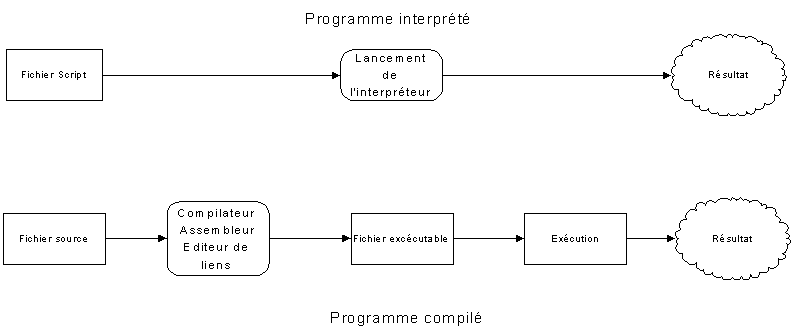 Programme interprété
Fichier Script
Lancement
de
l'interpréteur
Résultat
Compilateur
Assembleur
Editeur de
liens
Fichier source
Fichier excécutable
Exécution
Résultat
Programme compilé